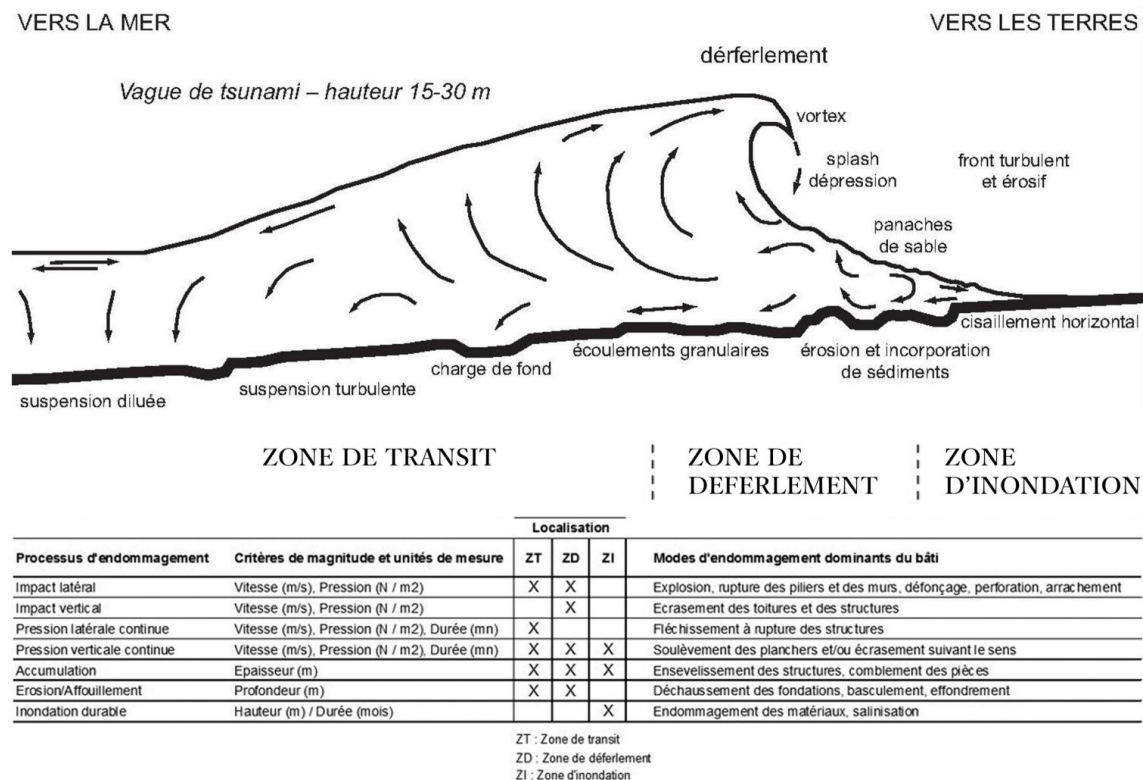 VERS LA MER
VERS LES TERRES
dérferlement
Vague de tsunami – hauteur 15-30 m
vortex
splash
dépression
front turbulent
et érosif
panaches
de sable
cisaillement horizontal
écoulements granulaires
érosion et incorporation
de sédiments
charge de fond
suspension turbulente
suspension diluée
ZONE DE TRANSIT
ZONE DE
DEFERLEMENT
ZONE
D'INONDATION
Localisation
Processus d'endommagement Critères de magnitude et unités de mesure ZT ZD ZI Modes d'endommagement dominants du bâti
Impact latéral Vitesse (m/s), Pression (N / m2) X X Explosion, rupture des piliers et des murs, défonçage, perforation, arrachement
Impact vertical Vitesse (m/s), Pression (N / m2) X Ecrasement des toitures et des structures
Pression latérale continue Vitesse (m/s), Pression (N / m2), Durée (mn) X Fléchissement à rupture des structures
Pression verticale continue Vitesse (m/s), Pression (N / m2), Durée (mn) X X X Soulèvement des planchers et/ou écrasement suivant le sens
Accumulation Epaisseur (m) X X X Ensevelissement des structures, comblement des pièces
Erosion/Affouillement Profondeur (m) X X Déchaussement des fondations, basculement, effondrement
Inondation durable Hauteur (m) / Durée (mois) X Endommagement des matériaux, salinisation
ZT : Zone de transit
ZD : Zone de déferlement
ZI : Zone d'inondation